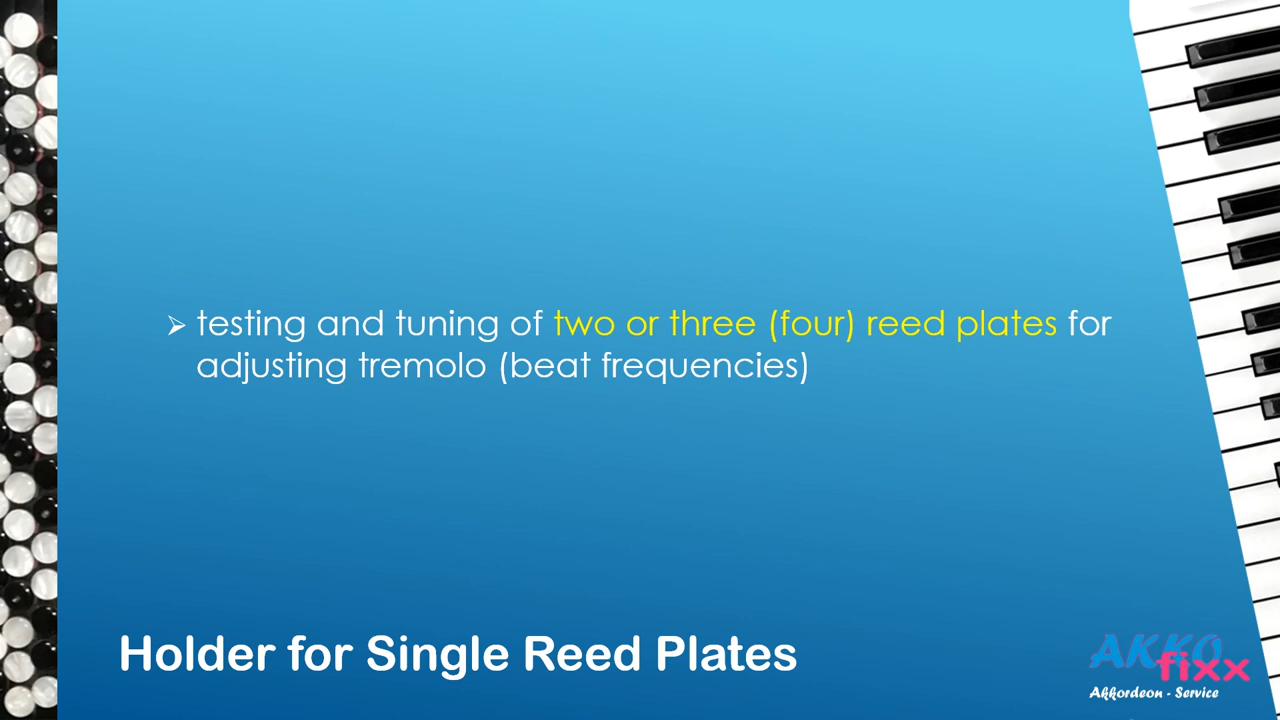 ➢ testing and tuning of two or three (four) reed plates for
adjusting tremolo (beat frequencies)
Holder for Single Reed Plates
AKKO
fixx
Akkordeon - Service